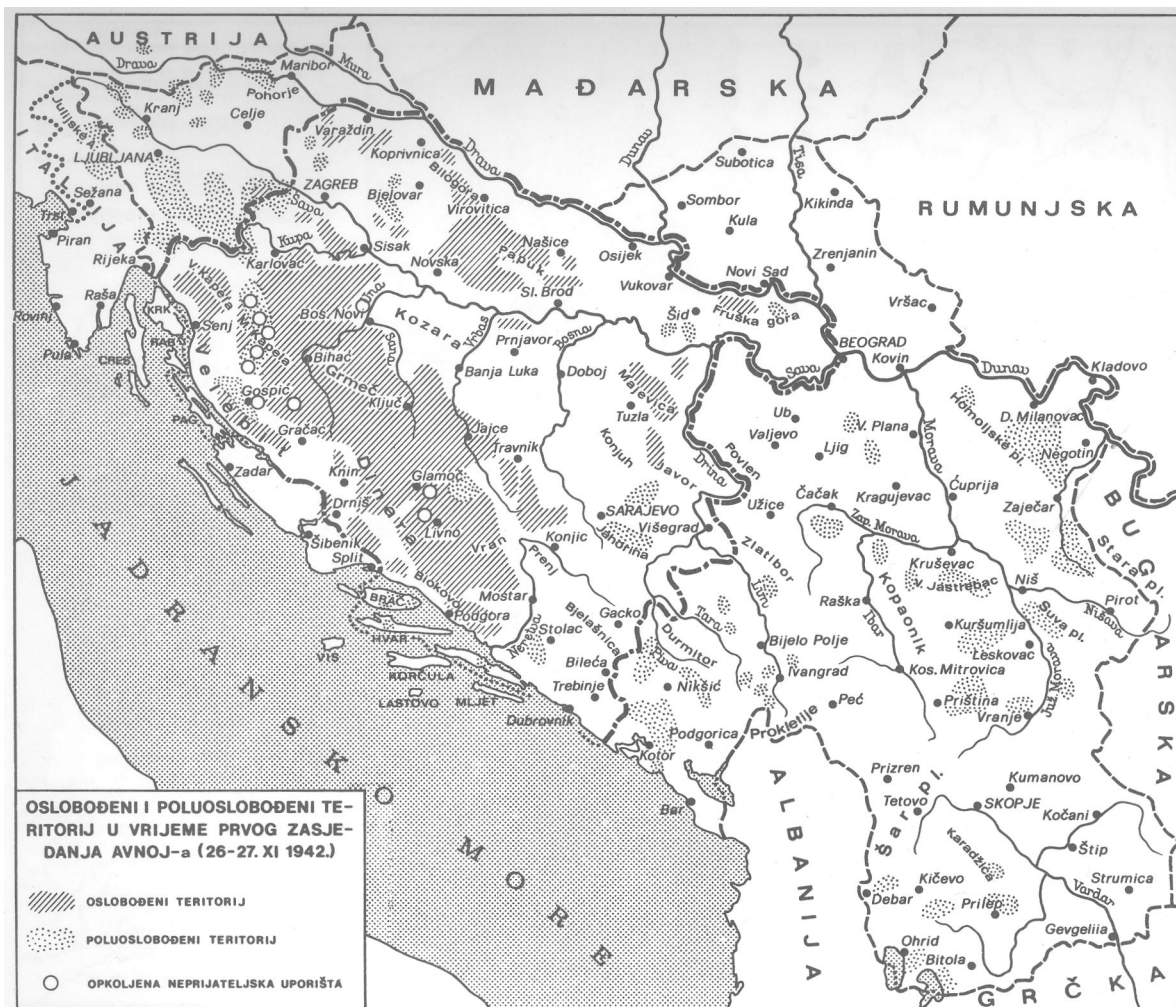 AUSTRIJA
MAĐARSKA
RUMUNJSKA
ITALIJA
BUGARSKA
GRČKA
ALBANIJA
JADRANSKO MORE
Drava
Mura
Maribor
Pohorje
Kranj
Celje
Julijske A.
LJUBLJANA
Sežana
Trst
Piran
Rijeka
Raša
Rovinj
Pula
KRK
CRES
RAB
PAG
Varaždin
Koprivnica
Drava
Bilogora
ZAGREB
Bjelovar
Virovitica
Sava
Kupa
Sisak
Karlovac
Novska
Našice
Papuk
Osijek
Sl. Brod
Vukovar
Dunav
Subotica
Tisa
Sombor
Kula
Kikinda
Zrenjanin
Novi Sad
Vršac
Šid
Fruška gora
BEOGRAD
Kovin
Sava
Dunav
Kladovo
V. Kapela
M. Kapela
Senj
Velebit
Una
Bos. Novi
Kozara
Vrbas
Prnjavor
Bosna
Sana
Bihać
Grmeč
Banja Luka
Doboj
Gospić
Ključ
Majevica
Tuzla
Gračac
Jajce
Travnik
Konjuh
Javor
Drina
Povlen
Zadar
Knin
Dinara
Glamoč
Drniš
Livno
SARAJEVO
Jahorina
Višegrad
Šibenik
Split
Vran
Konjic
Prenj
Biokovo
Podgora
Mostar
BRAČ
HVAR
VIS
KORČULA
LASTOVO
MLJET
Neretva
Stolac
Bjelašnica
Gacko
Bileća
Trebinje
Dubrovnik
Tara
Durmitor
Piva
Nikšić
Kotor
Podgorica
Bar
Lim
Bijelo Polje
Ivangrad
Prokletije
Peć
Ub
Valjevo
Ljig
V. Plana
Morava
Homoljske pl.
D. Milanovac
Negotin
Zaječar
Užice
Čačak
Kragujevac
Ćuprija
Zlatibor
Zap. Morava
Kruševac
V. Jastrebac
Niš
Stara pl.
Pirot
Nišava
Raška
Ibar
Kopaonik
Kuršumlija
Suva pl.
Leskovac
Kos. Mitrovica
Priština
Vranje
Juž. Morava
Prizren
Tetovo
Šar pl.
Kumanovo
SKOPJE
Kočani
Štip
Karadžica
Kičevo
Debar
Prilep
Strumica
Vardar
Gevgelija
Ohrid
Bitola
OSLOBOĐENI I POLUOSLOBOĐENI TE-
RITORIJ U VRIJEME PRVOG ZASJE-
DANJA AVNOJ-a (26-27. XI 1942.)
OSLOBOĐENI TERITORIJ
POLUOSLOBOĐENI TERITORIJ
OPKOLJENA NEPRIJATELJSKA UPORIŠTA